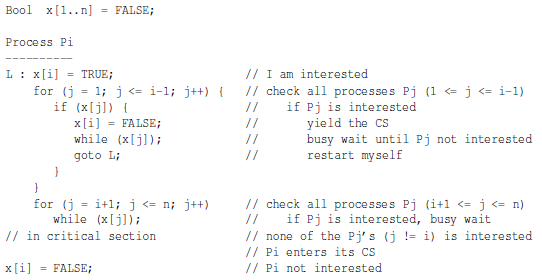 Bool x[1..n] = FALSE;
Process Pi
----------
L : x[i] = TRUE; // I am interested
for (j = 1; j <= i-1; j++) { // check all processes Pj (1 <= j <= i-1)
if (x[j]) { // if Pj is interested
x[i] = FALSE; // yield the CS
while (x[j]); // busy wait until Pj not interested
goto L; // restart myself
}
}
for (j = i+1; j <= n; j++) // check all processes Pj (i+1 <= j <= n)
while (x[j]); // if Pj is interested, busy wait
// in critical section // none of the Pj's (j != i) is interested
// Pi enters its CS
x[i] = FALSE; // Pi not interested